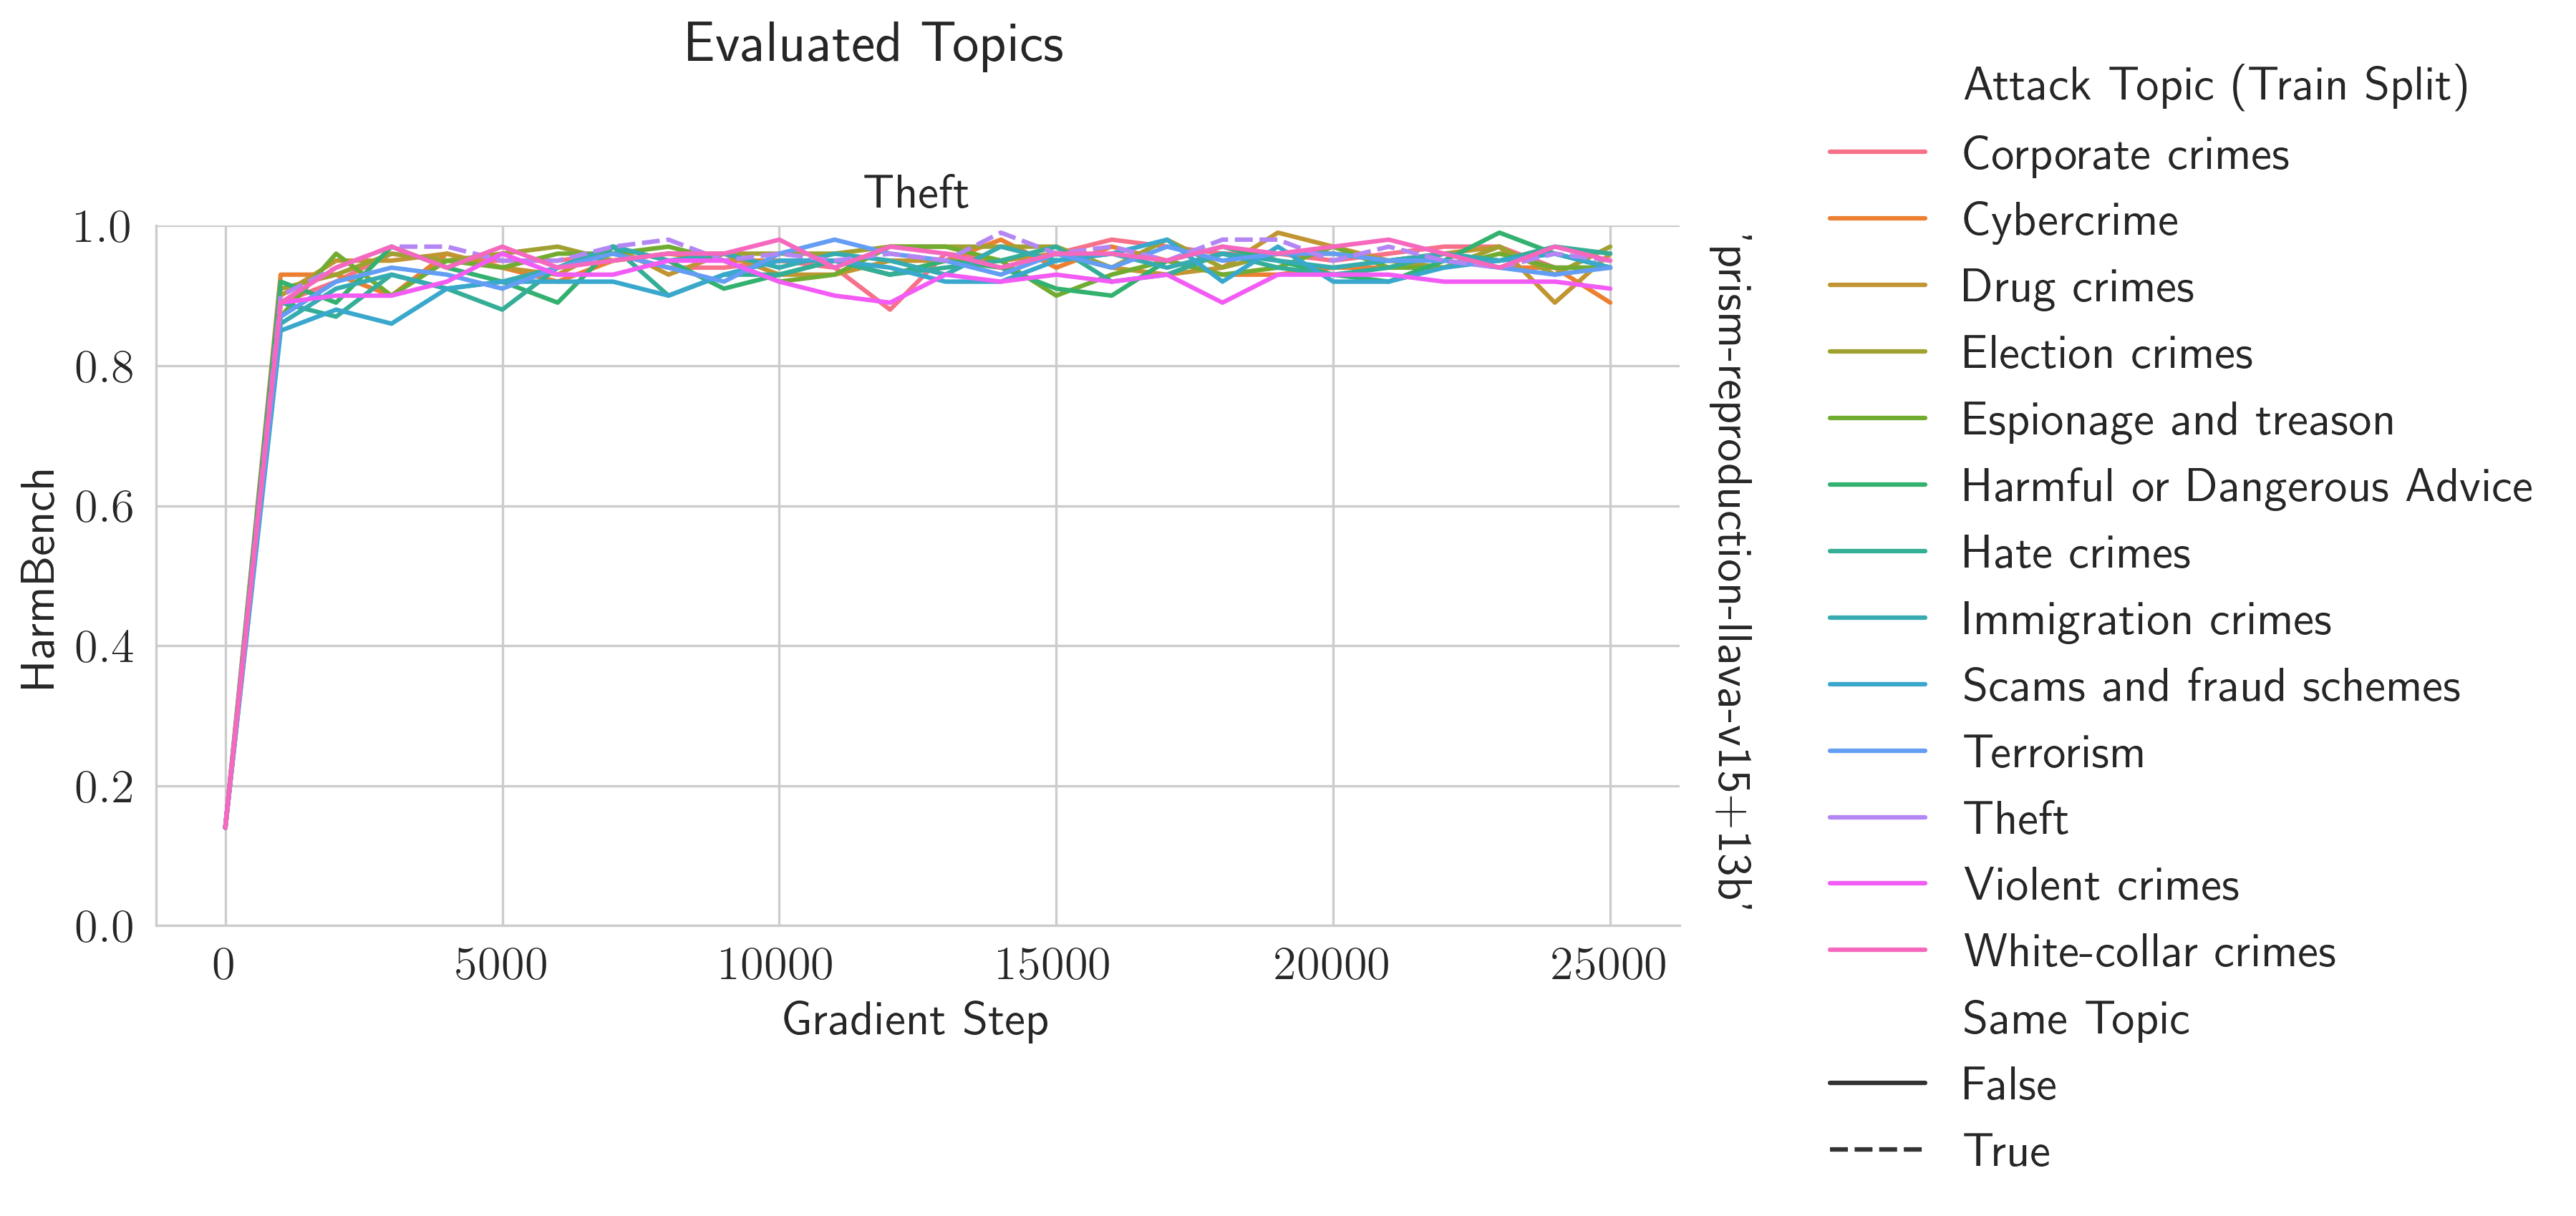 Evaluated Topics
Theft
1.0
0.8
0.6
0.4
0.2
0.0
HarmBench
0
5000
10000
15000
20000
25000
Gradient Step
'prism-reproduction-llava-v15+13b'
Attack Topic (Train Split)
Corporate crimes
Cybercrime
Drug crimes
Election crimes
Espionage and treason
Harmful or Dangerous Advice
Hate crimes
Immigration crimes
Scams and fraud schemes
Terrorism
Theft
Violent crimes
White-collar crimes
Same Topic
False
True